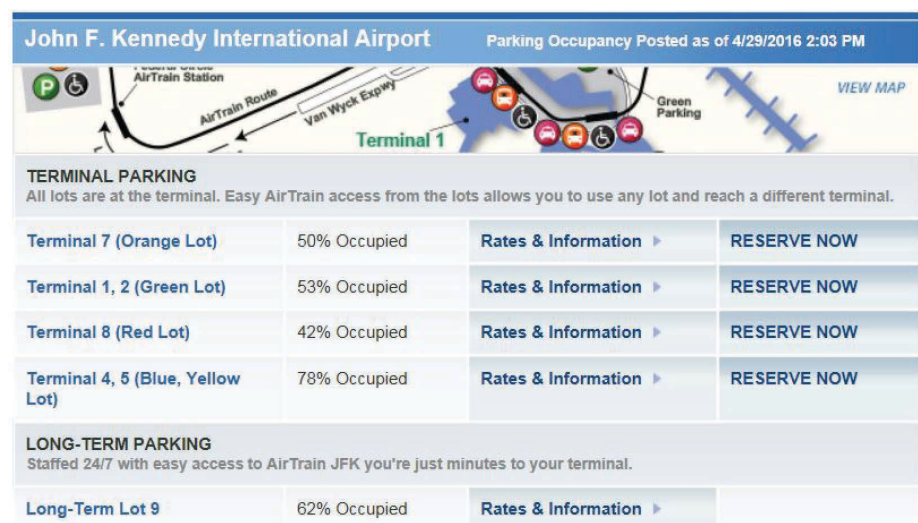 John F. Kennedy International Airport
Parking Occupancy Posted as of 4/29/2016 2:03 PM
P
Federal Circle
AirTrain Station
AirTrain Route
Van Wyck Expwy
Terminal 1
Green
Parking
VIEW MAP
TERMINAL PARKING
All lots are at the terminal. Easy AirTrain access from the lots allows you to use any lot and reach a different terminal.
Terminal 7 (Orange Lot) 50% Occupied Rates & Information RESERVE NOW
Terminal 1, 2 (Green Lot) 53% Occupied Rates & Information RESERVE NOW
Terminal 8 (Red Lot) 42% Occupied Rates & Information RESERVE NOW
Terminal 4, 5 (Blue, Yellow 78% Occupied Rates & Information RESERVE NOW
Lot)
LONG-TERM PARKING
Staffed 24/7 with easy access to AirTrain JFK you're just minutes to your terminal.
Long-Term Lot 9 62% Occupied Rates & Information